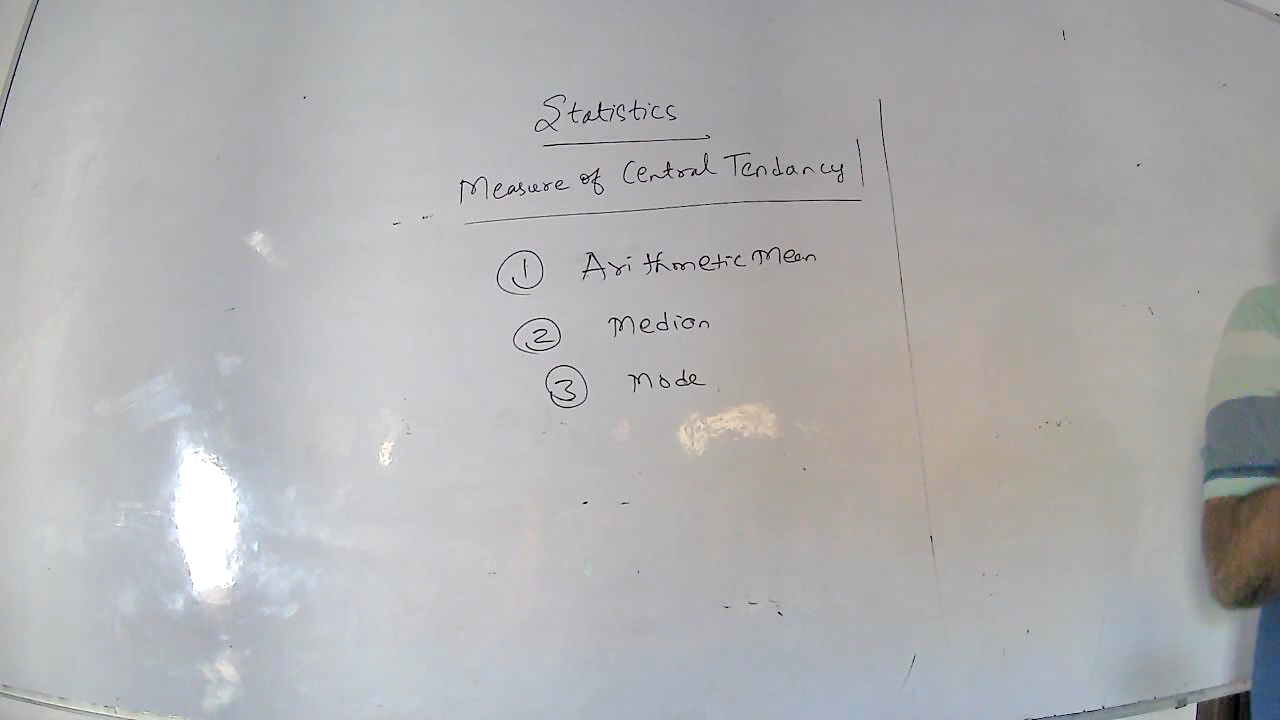 Statistics
Measure of Central Tendancy
① Arithmetic Mean
② Median
③ Mode